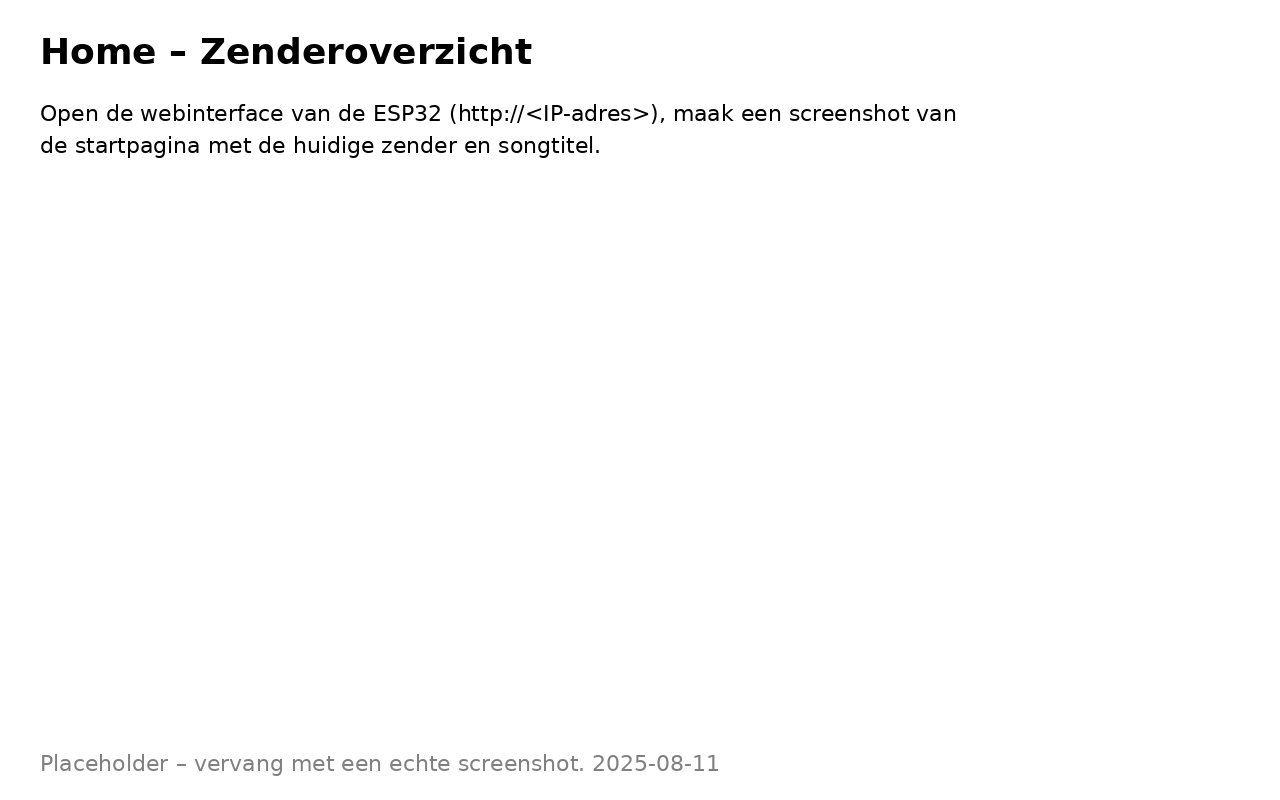 Home – Zenderoverzicht
Open de webinterface van de ESP32 (http://<IP-adres>), maak een screenshot van
de startpagina met de huidige zender en songtitel.
Placeholder – vervang met een echte screenshot. 2025-08-11